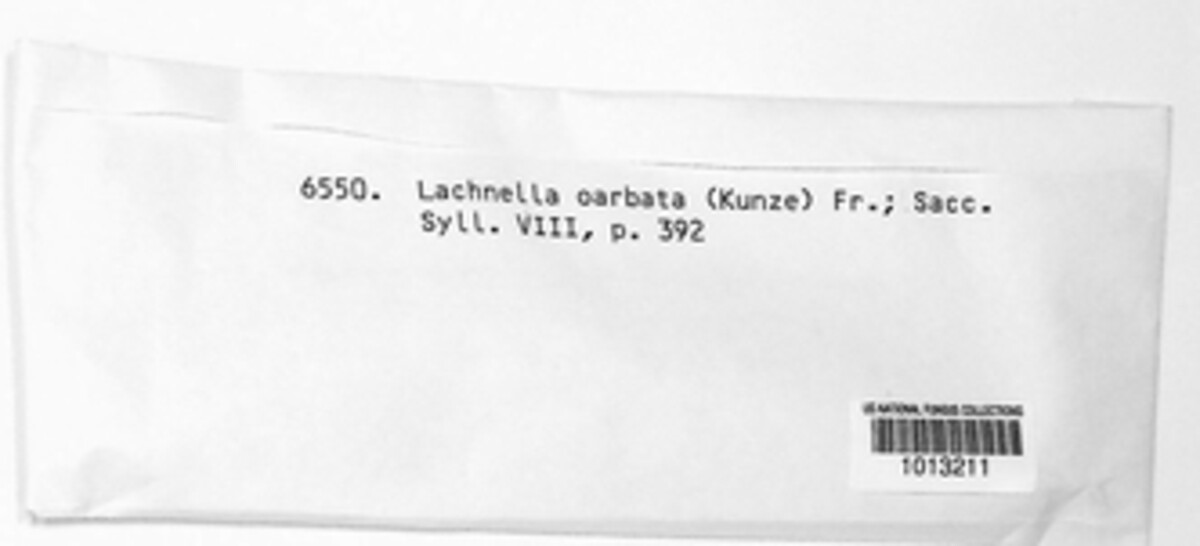 6550. Lachnella oarbata (Kunze) Fr.; Sacc.
Syll. VIII, p. 392
US NATIONAL FUNGUS COLLECTIONS
1013211